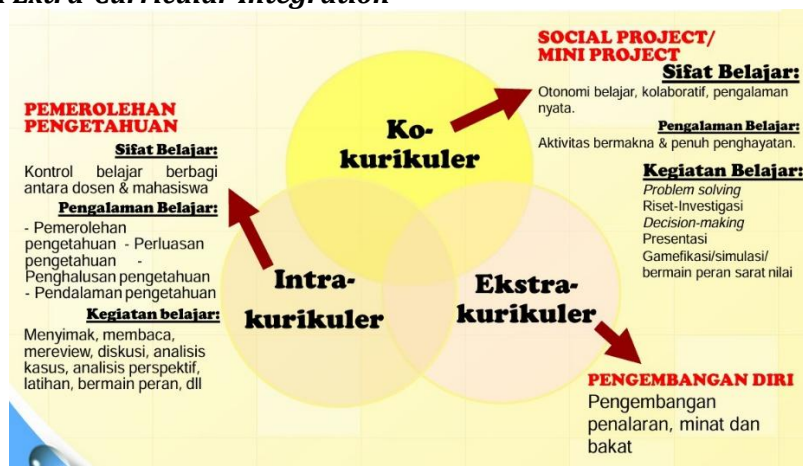 Extra-Curricular Integration
PEMEROLEHAN
PENGETAHUAN
Sifat Belajar:
Kontrol belajar berbagi
antara dosen & mahasiswa
Pengalaman Belajar:
- Pemerolehan
pengetahuan - Perluasan
pengetahuan -
Penghalusan pengetahuan
- Pendalaman pengetahuan
Kegiatan belajar:
Menyimak, membaca,
mereview, diskusi, analisis
kasus, analisis perspektif,
latihan, bermain peran, dll
Ko-
kurikuler
Intra-
kurikuler
Ekstra-
kurikuler
SOCIAL PROJECT/
MINI PROJECT
Sifat Belajar:
Otonomi belajar, kolaboratif, pengalaman
nyata.
Pengalaman Belajar:
Aktivitas bermakna & penuh penghayatan.
Kegiatan Belajar:
Problem solving
Riset-Investigasi
Decision-making
Presentasi
Gamefikasi/simulasi/
bermain peran sarat nilai
PENGEMBANGAN DIRI
Pengembangan
penalaran, minat dan
bakat